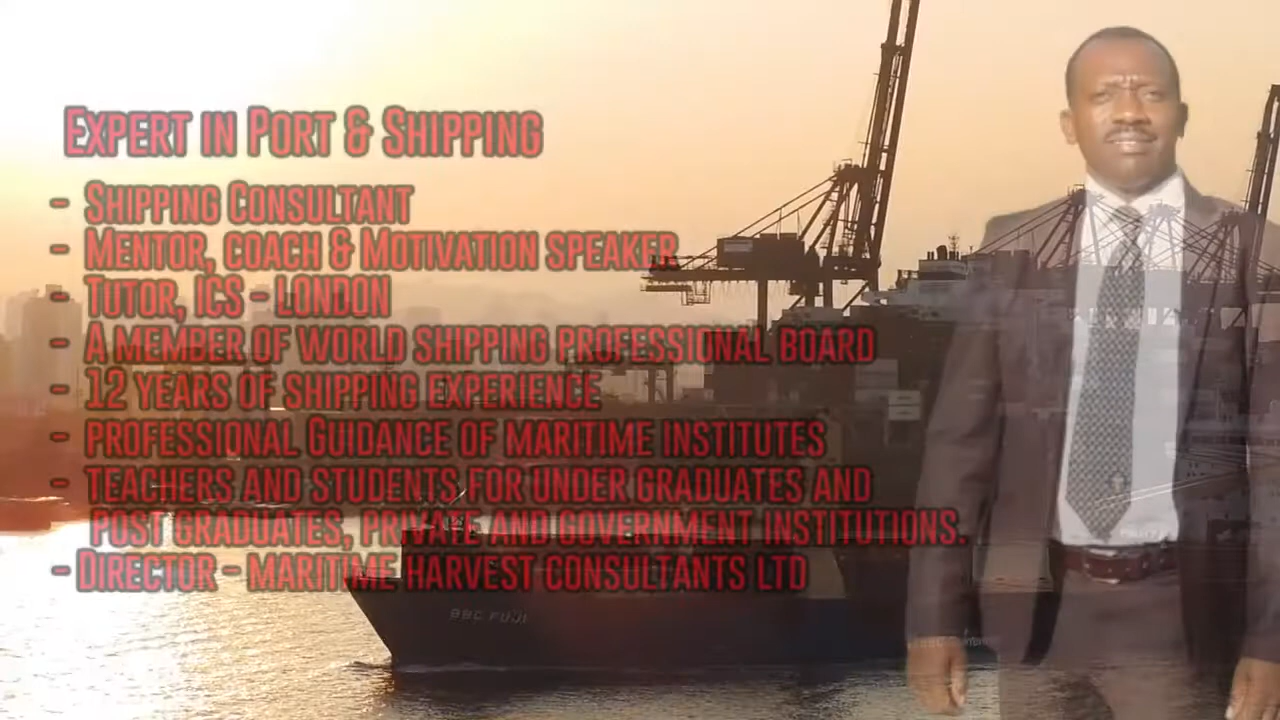 EXPERT IN PORT & SHIPPING
- SHIPPING CONSULTANT
- MENTOR, COACH & MOTIVATION SPEAKER
- TUTOR, ICS - LONDON
- A MEMBER OF WORLD SHIPPING PROFESSIONAL BOARD
- 12 YEARS OF SHIPPING EXPERIENCE
- PROFESSIONAL GUIDANCE OF MARITIME INSTITUTES
- TEACHERS AND STUDENTS FOR UNDER GRADUATES AND
POST GRADUATES, PRIVATE AND GOVERNMENT INSTITUTIONS.
- DIRECTOR - MARITIME HARVEST CONSULTANTS LTD
BBC FUJI